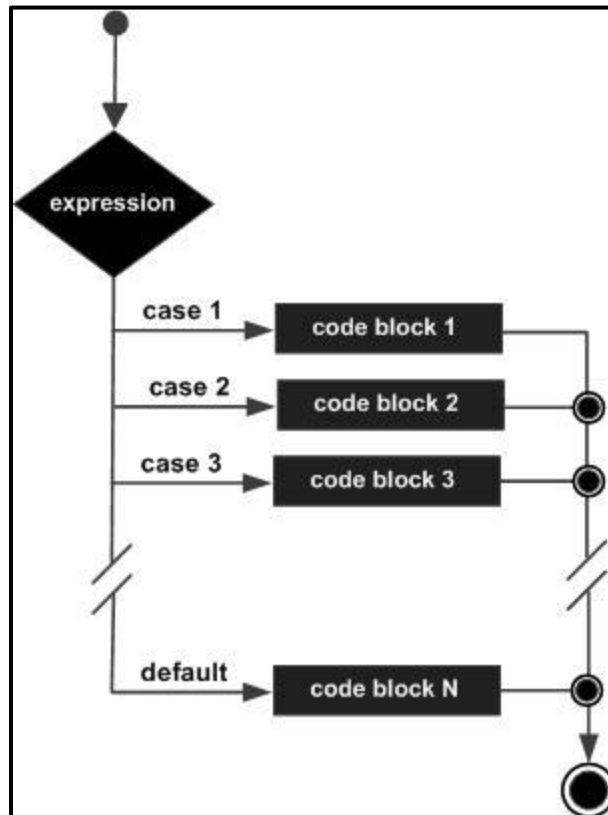 expression
case 1
code block 1
case 2
code block 2
case 3
code block 3
default
code block N